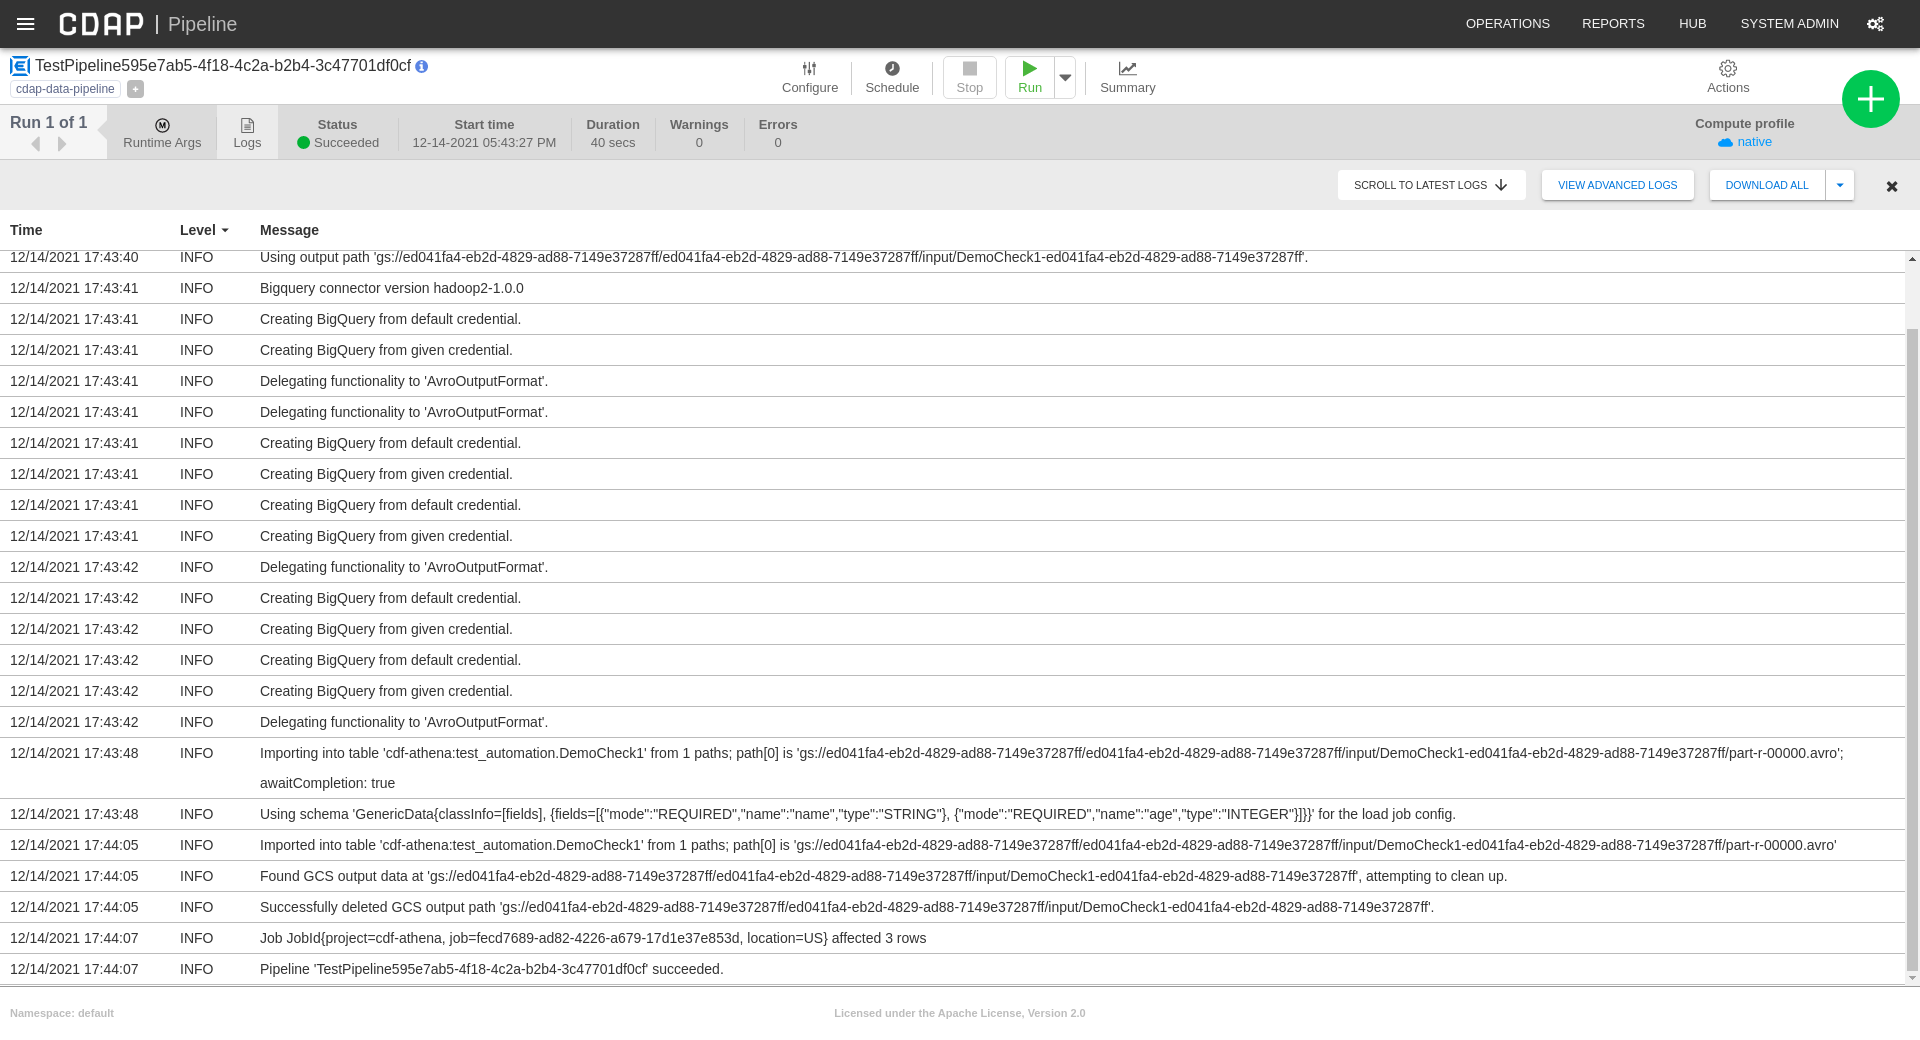 CDAP | Pipeline
OPERATIONS REPORTS HUB SYSTEM ADMIN
TestPipeline595e7ab5-4f18-4c2a-b2b4-3c47701df0cf
cdap-data-pipeline +
Configure Schedule Stop Run Summary Actions
Run 1 of 1
Runtime Args
Logs
Status
Succeeded
Start time
12-14-2021 05:43:27 PM
Duration
40 secs
Warnings
0
Errors
0
Compute profile
native
SCROLL TO LATEST LOGS VIEW ADVANCED LOGS DOWNLOAD ALL
Time Level Message
12/14/2021 17:43:40 INFO Using output path 'gs://ed041fa4-eb2d-4829-ad88-7149e37287ff/ed041fa4-eb2d-4829-ad88-7149e37287ff/input/DemoCheck1-ed041fa4-eb2d-4829-ad88-7149e37287ff'.
12/14/2021 17:43:41 INFO Bigquery connector version hadoop2-1.0.0
12/14/2021 17:43:41 INFO Creating BigQuery from default credential.
12/14/2021 17:43:41 INFO Creating BigQuery from given credential.
12/14/2021 17:43:41 INFO Delegating functionality to 'AvroOutputFormat'.
12/14/2021 17:43:41 INFO Delegating functionality to 'AvroOutputFormat'.
12/14/2021 17:43:41 INFO Creating BigQuery from default credential.
12/14/2021 17:43:41 INFO Creating BigQuery from given credential.
12/14/2021 17:43:41 INFO Creating BigQuery from default credential.
12/14/2021 17:43:41 INFO Creating BigQuery from given credential.
12/14/2021 17:43:42 INFO Delegating functionality to 'AvroOutputFormat'.
12/14/2021 17:43:42 INFO Creating BigQuery from default credential.
12/14/2021 17:43:42 INFO Creating BigQuery from given credential.
12/14/2021 17:43:42 INFO Creating BigQuery from default credential.
12/14/2021 17:43:42 INFO Creating BigQuery from given credential.
12/14/2021 17:43:42 INFO Delegating functionality to 'AvroOutputFormat'.
12/14/2021 17:43:48 INFO Importing into table 'cdf-athena:test_automation.DemoCheck1' from 1 paths; path[0] is 'gs://ed041fa4-eb2d-4829-ad88-7149e37287ff/ed041fa4-eb2d-4829-ad88-7149e37287ff/input/DemoCheck1-ed041fa4-eb2d-4829-ad88-7149e37287ff/part-r-00000.avro';
awaitCompletion: true
12/14/2021 17:43:48 INFO Using schema 'GenericData{classInfo=[fields], {fields=[{"mode":"REQUIRED","name":"name","type":"STRING"}, {"mode":"REQUIRED","name":"age","type":"INTEGER"}]}}' for the load job config.
12/14/2021 17:44:05 INFO Imported into table 'cdf-athena:test_automation.DemoCheck1' from 1 paths; path[0] is 'gs://ed041fa4-eb2d-4829-ad88-7149e37287ff/ed041fa4-eb2d-4829-ad88-7149e37287ff/input/DemoCheck1-ed041fa4-eb2d-4829-ad88-7149e37287ff/part-r-00000.avro'
12/14/2021 17:44:05 INFO Found GCS output data at 'gs://ed041fa4-eb2d-4829-ad88-7149e37287ff/ed041fa4-eb2d-4829-ad88-7149e37287ff/input/DemoCheck1-ed041fa4-eb2d-4829-ad88-7149e37287ff', attempting to clean up.
12/14/2021 17:44:05 INFO Successfully deleted GCS output path 'gs://ed041fa4-eb2d-4829-ad88-7149e37287ff/ed041fa4-eb2d-4829-ad88-7149e37287ff/input/DemoCheck1-ed041fa4-eb2d-4829-ad88-7149e37287ff'.
12/14/2021 17:44:07 INFO Job JobId{project=cdf-athena, job=fecd7689-ad82-4226-a679-17d1e37e853d, location=US} affected 3 rows
12/14/2021 17:44:07 INFO Pipeline 'TestPipeline595e7ab5-4f18-4c2a-b2b4-3c47701df0cf' succeeded.
Namespace: default Licensed under the Apache License, Version 2.0